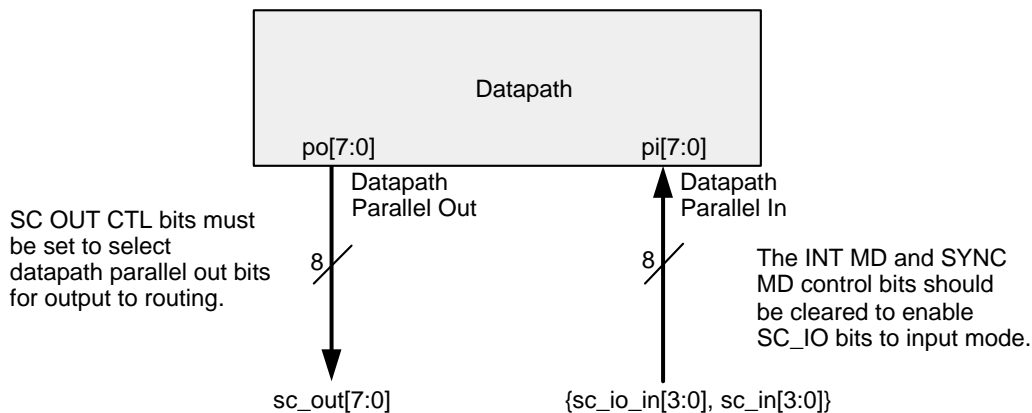 Datapath
po[7:0]
pi[7:0]
Datapath
Parallel Out
Datapath
Parallel In
SC OUT CTL bits must
be set to select
datapath parallel out bits
for output to routing.
8
8
The INT MD and SYNC
MD control bits should
be cleared to enable
SC_IO bits to input mode.
sc_out[7:0]
{sc_io_in[3:0], sc_in[3:0]}